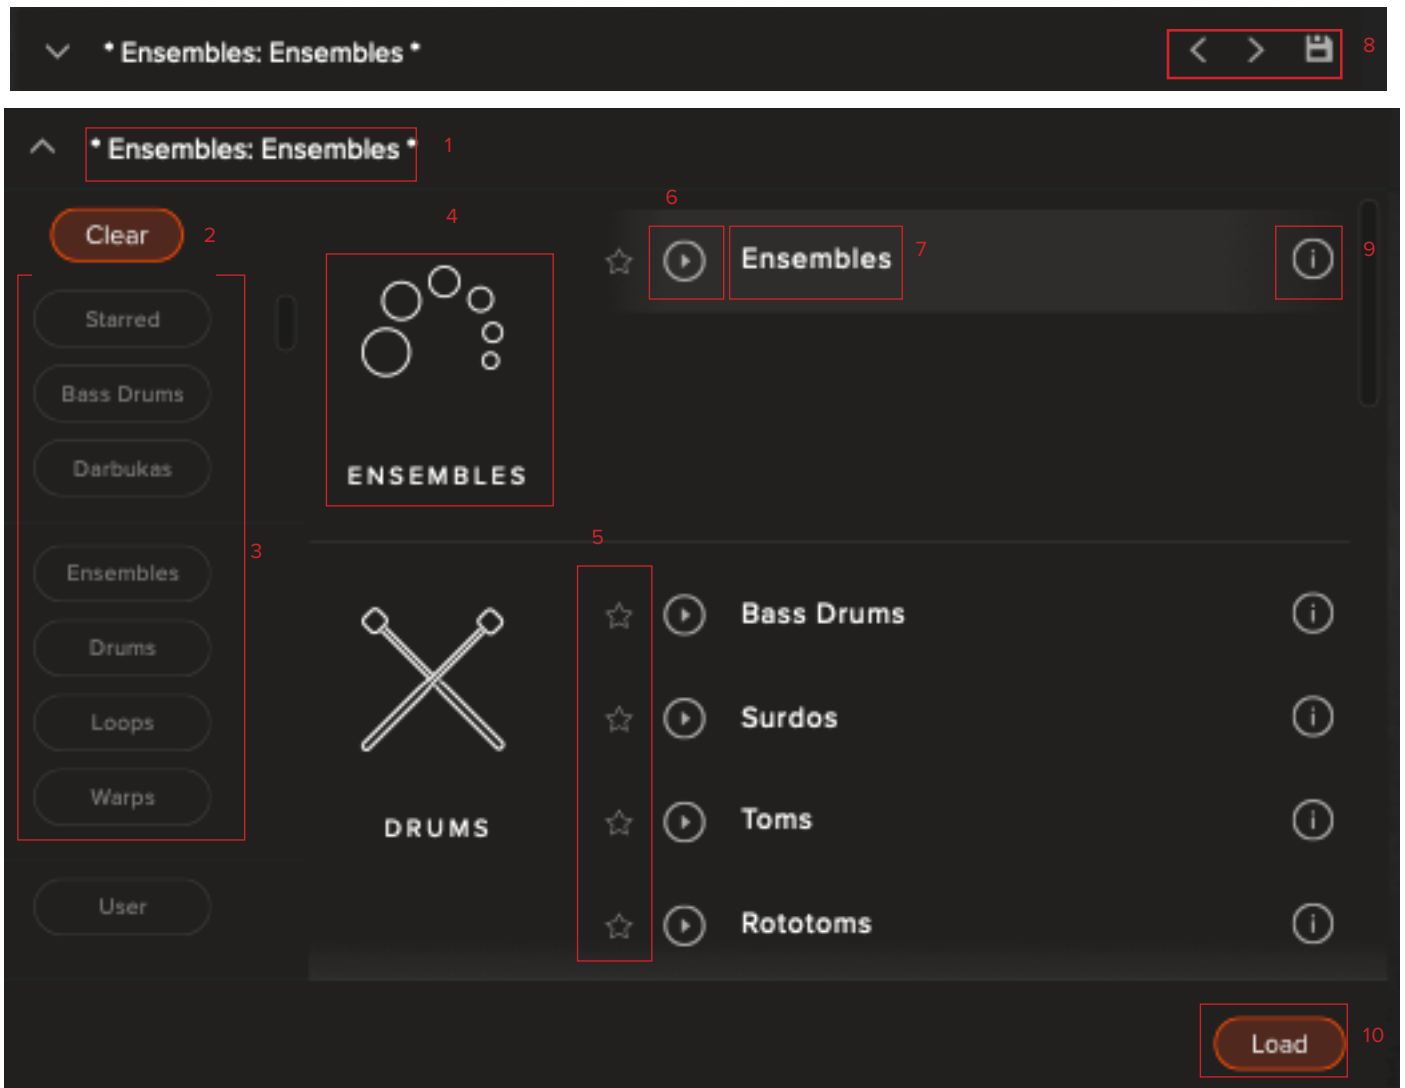 * Ensembles: Ensembles *
8
* Ensembles: Ensembles *
1
Clear
2
Starred
Bass Drums
Darbukas
3
Ensembles
Drums
Loops
Warps
User
4
ENSEMBLES
6
Ensembles
7
9
5
DRUMS
Bass Drums
Surdos
Toms
Rototoms
Load
10